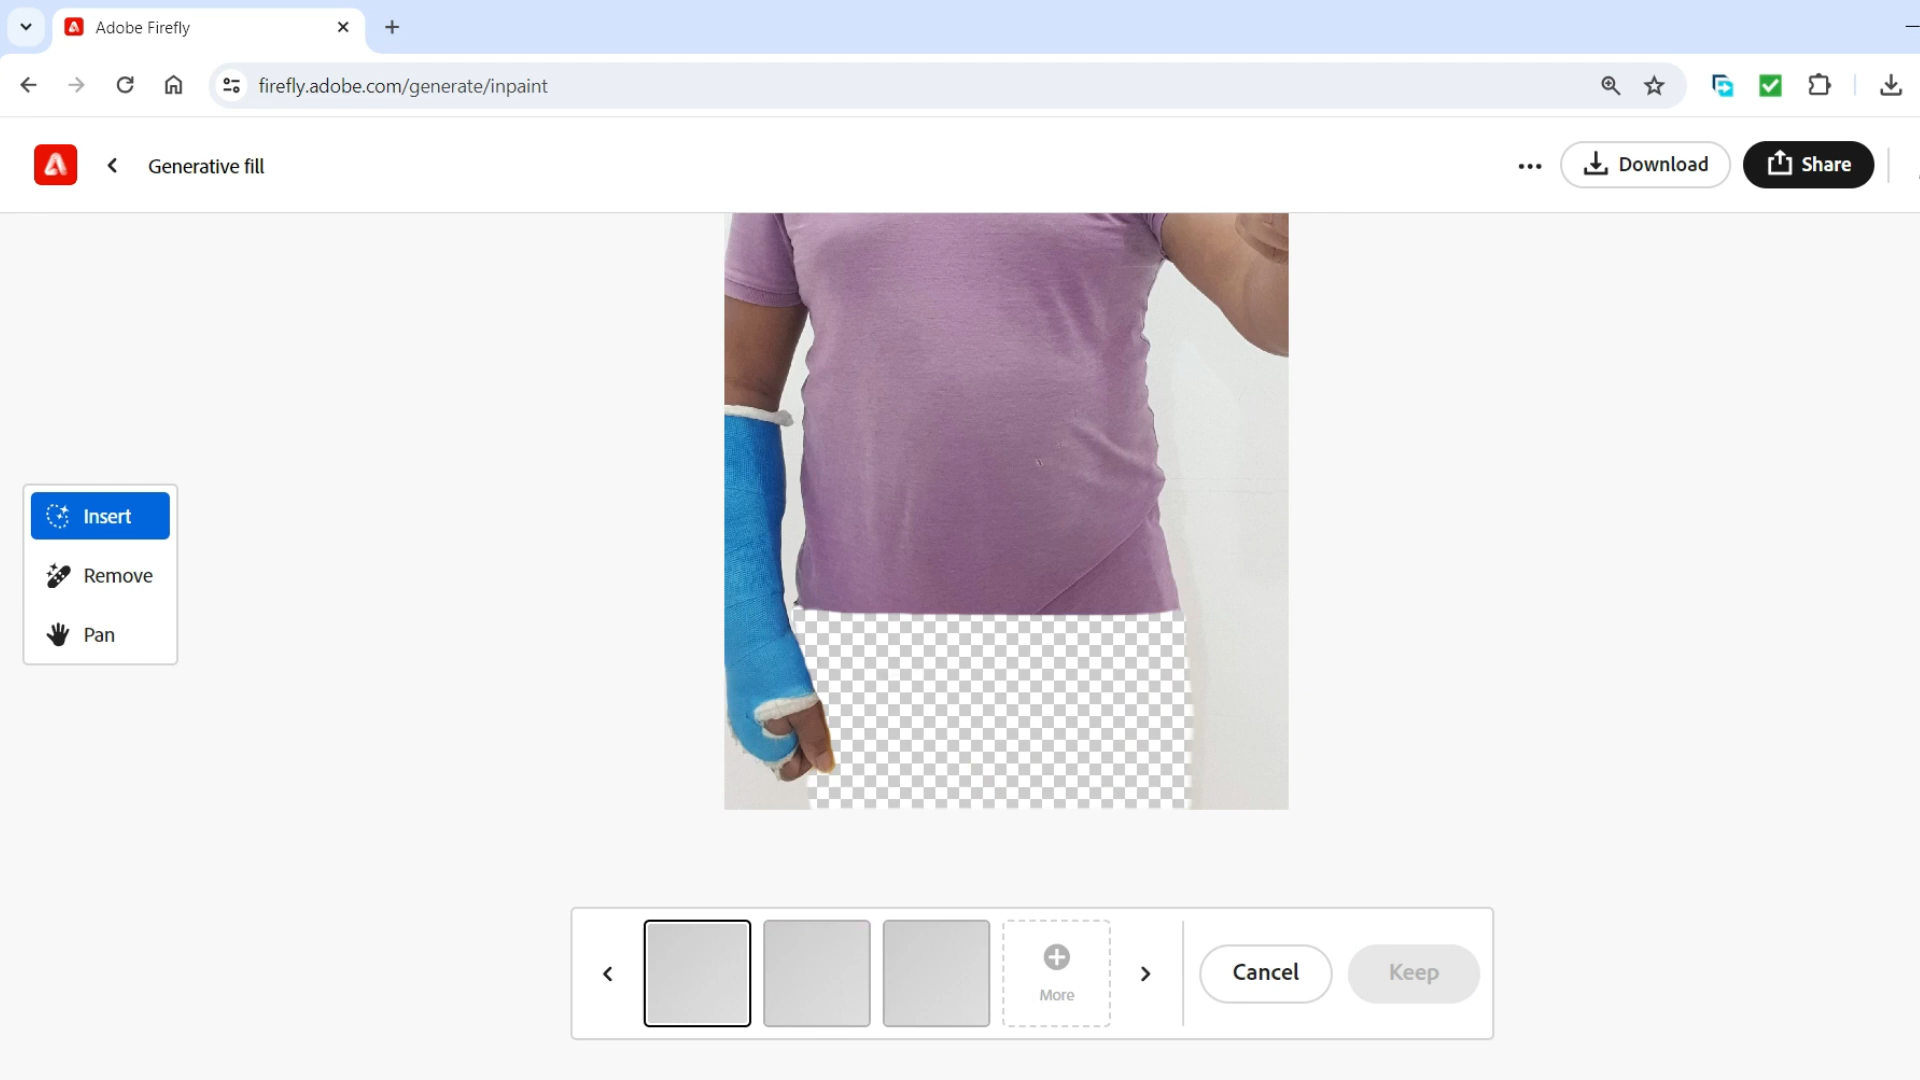 Adobe Firefly
firefly.adobe.com/generate/inpaint
Generative fill
Download
Share
Insert
Remove
Pan
More
Cancel
Keep